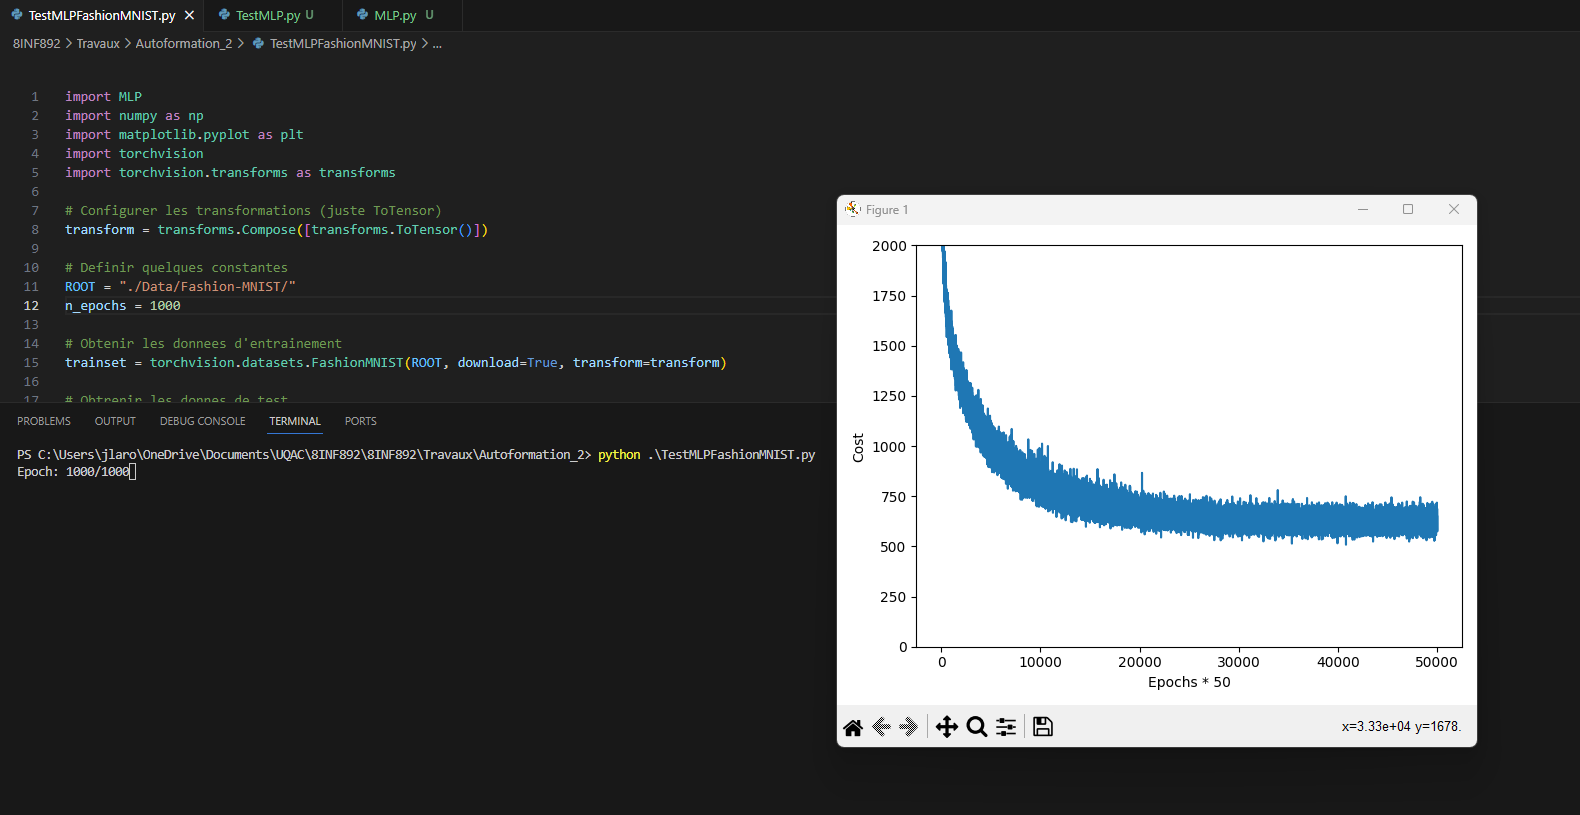 TestMLPFashionMNIST.py
TestMLP.py U
MLP.py U
8INF892 > Travaux > Autoformation_2 > TestMLPFashionMNIST.py > ...
1 import MLP
2 import numpy as np
3 import matplotlib.pyplot as plt
4 import torchvision
5 import torchvision.transforms as transforms
6
7 # Configurer les transformations (juste ToTensor)
8 transform = transforms.Compose([transforms.ToTensor()])
9
10 # Definir quelques constantes
11 ROOT = "./Data/Fashion-MNIST/"
12 n_epochs = 1000
13
14 # Obtenir les donnees d'entrainement
15 trainset = torchvision.datasets.FashionMNIST(ROOT, download=True, transform=transform)
16
17 # Obtrenir les donnes de test
PROBLEMS OUTPUT DEBUG CONSOLE TERMINAL PORTS
PS C:\Users\jlaro\OneDrive\Documents\UQAC\8INF892\8INF892\Travaux\Autoformation_2> python .\TestMLPFashionMNIST.py
Epoch: 1000/1000
Figure 1
2000
1750
1500
1250
1000
750
500
250
0
Cost
0 10000 20000 30000 40000 50000
Epochs * 50
x=3.33e+04 y=1678.